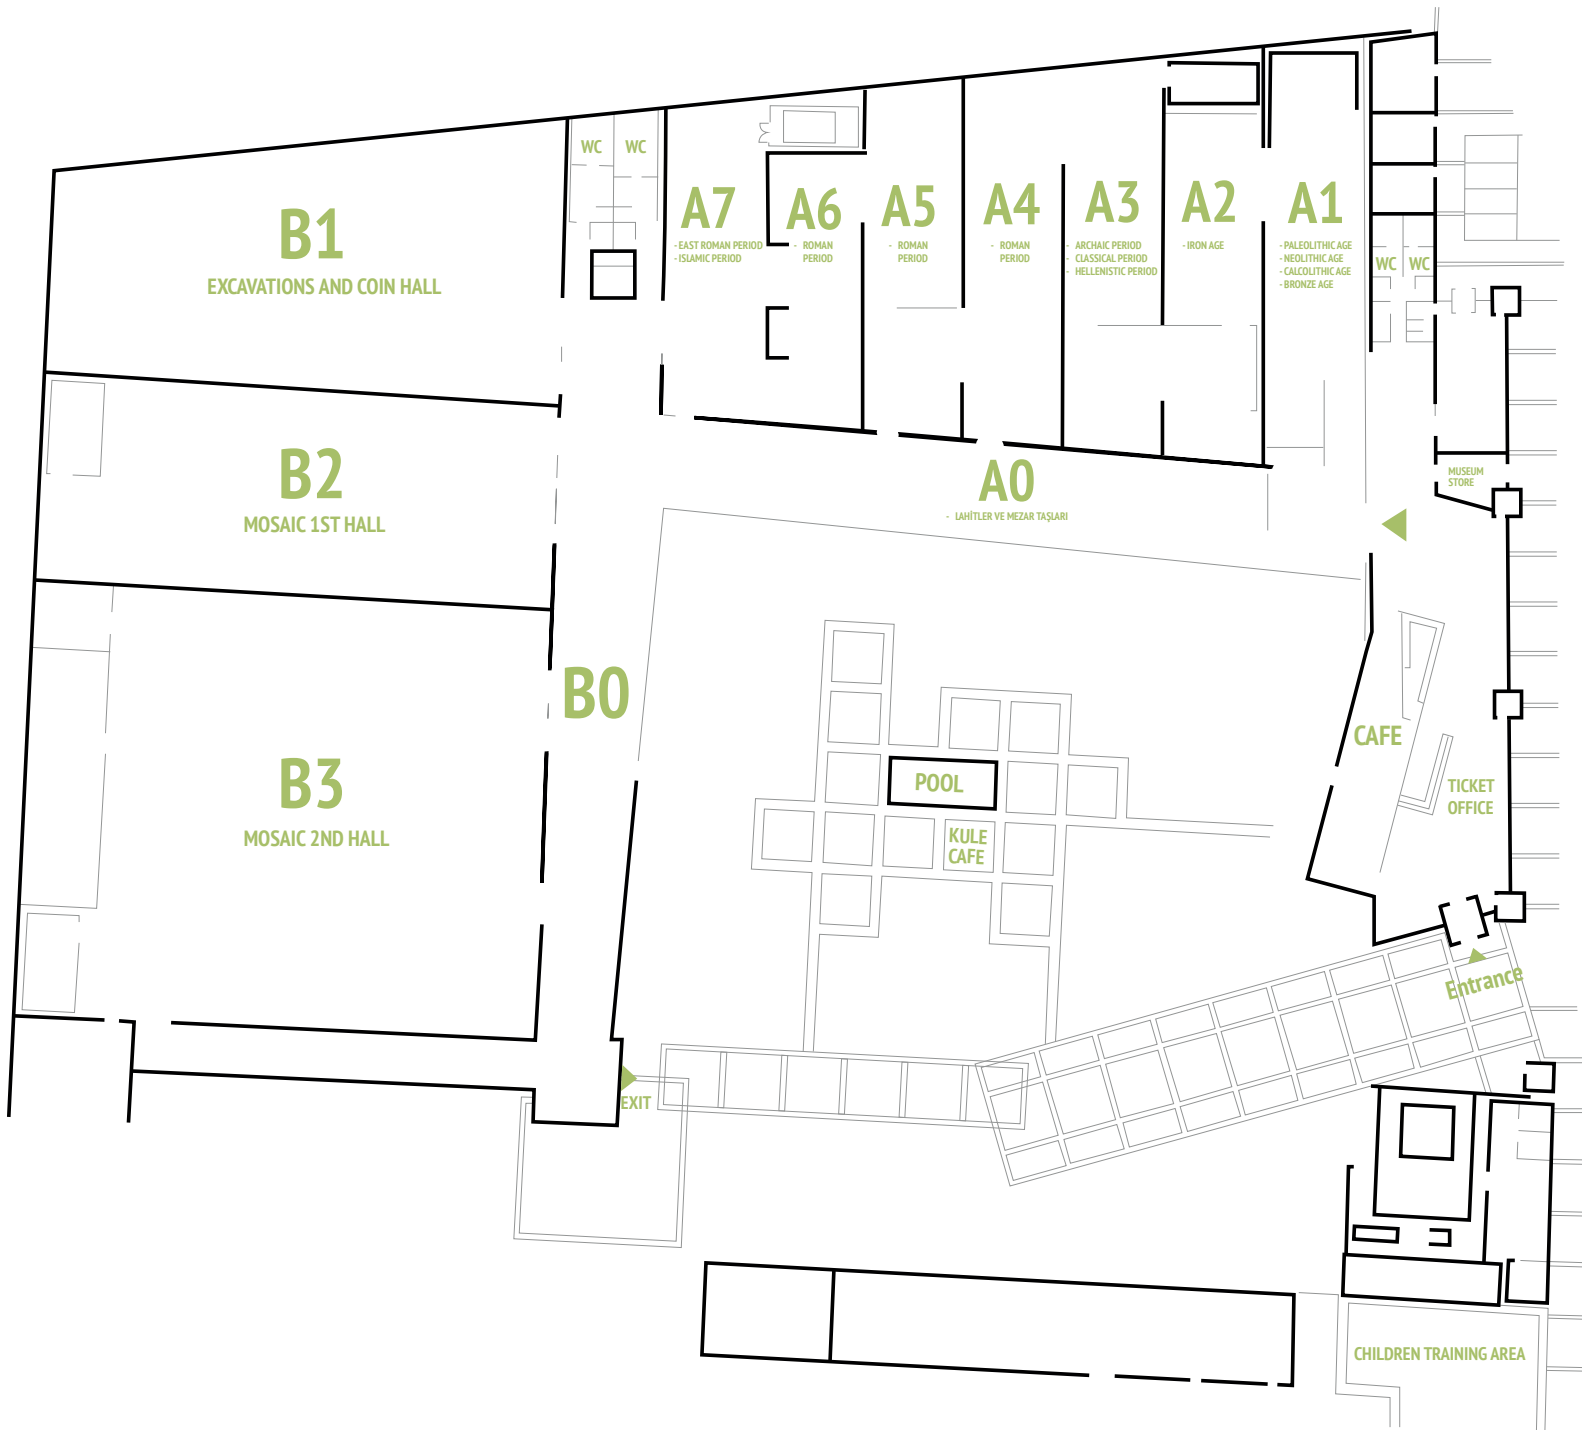 WC
WC
A7
- EAST ROMAN PERIOD
- ISLAMIC PERIOD
A6
- ROMAN
PERIOD
A5
- ROMAN
PERIOD
A4
- ROMAN
PERIOD
A3
- ARCHAIC PERIOD
- CLASSICAL PERIOD
- HELLENISTIC PERIOD
A2
- IRON AGE
A1
- PALEOLITHIC AGE
- NEOLITHIC AGE
- CALCOLITHIC AGE
- BRONZE AGE
WC
WC
B1
EXCAVATIONS AND COIN HALL
B2
MOSAIC 1ST HALL
A0
- LAHİTLER VE MEZAR TAŞLARI
MUSEUM
STORE
B0
B3
MOSAIC 2ND HALL
POOL
KULE
CAFE
CAFE
TICKET
OFFICE
Entrance
EXIT
CHILDREN TRAINING AREA